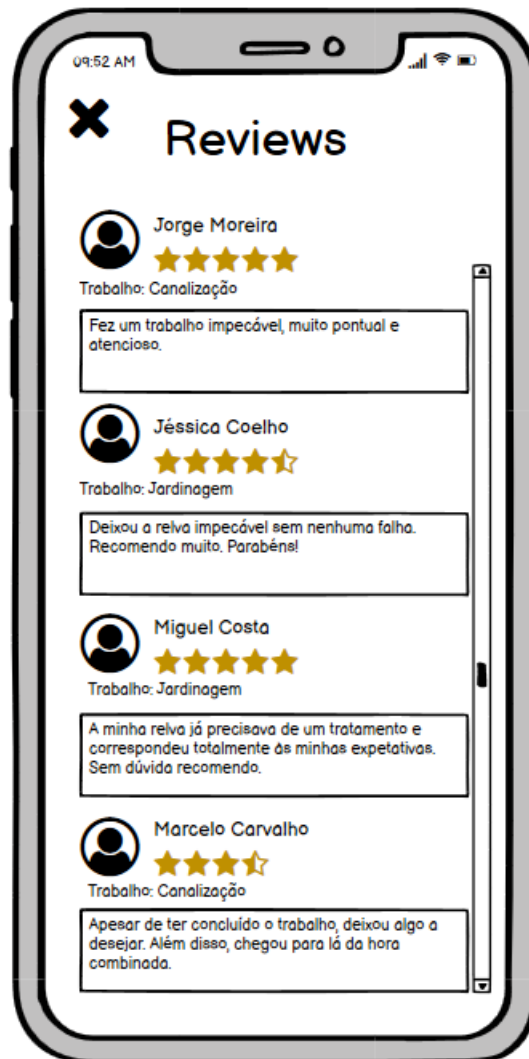 09:52 AM
Reviews
Jorge Moreira
Trabalho: Canalização
Fez um trabalho impecável, muito pontual e
atencioso.
Jéssica Coelho
Trabalho: Jardinagem
Deixou a relva impecável sem nenhuma falha.
Recomendo muito. Parabéns!
Miguel Costa
Trabalho: Jardinagem
A minha relva já precisava de um tratamento e
correspondeu totalmente ás minhas expetativas.
Sem dúvida recomendo.
Marcelo Carvalho
Trabalho: Canalização
Apesar de ter concluído o trabalho, deixou algo a
desejar. Além disso, chegou para lá da hora
combinada.